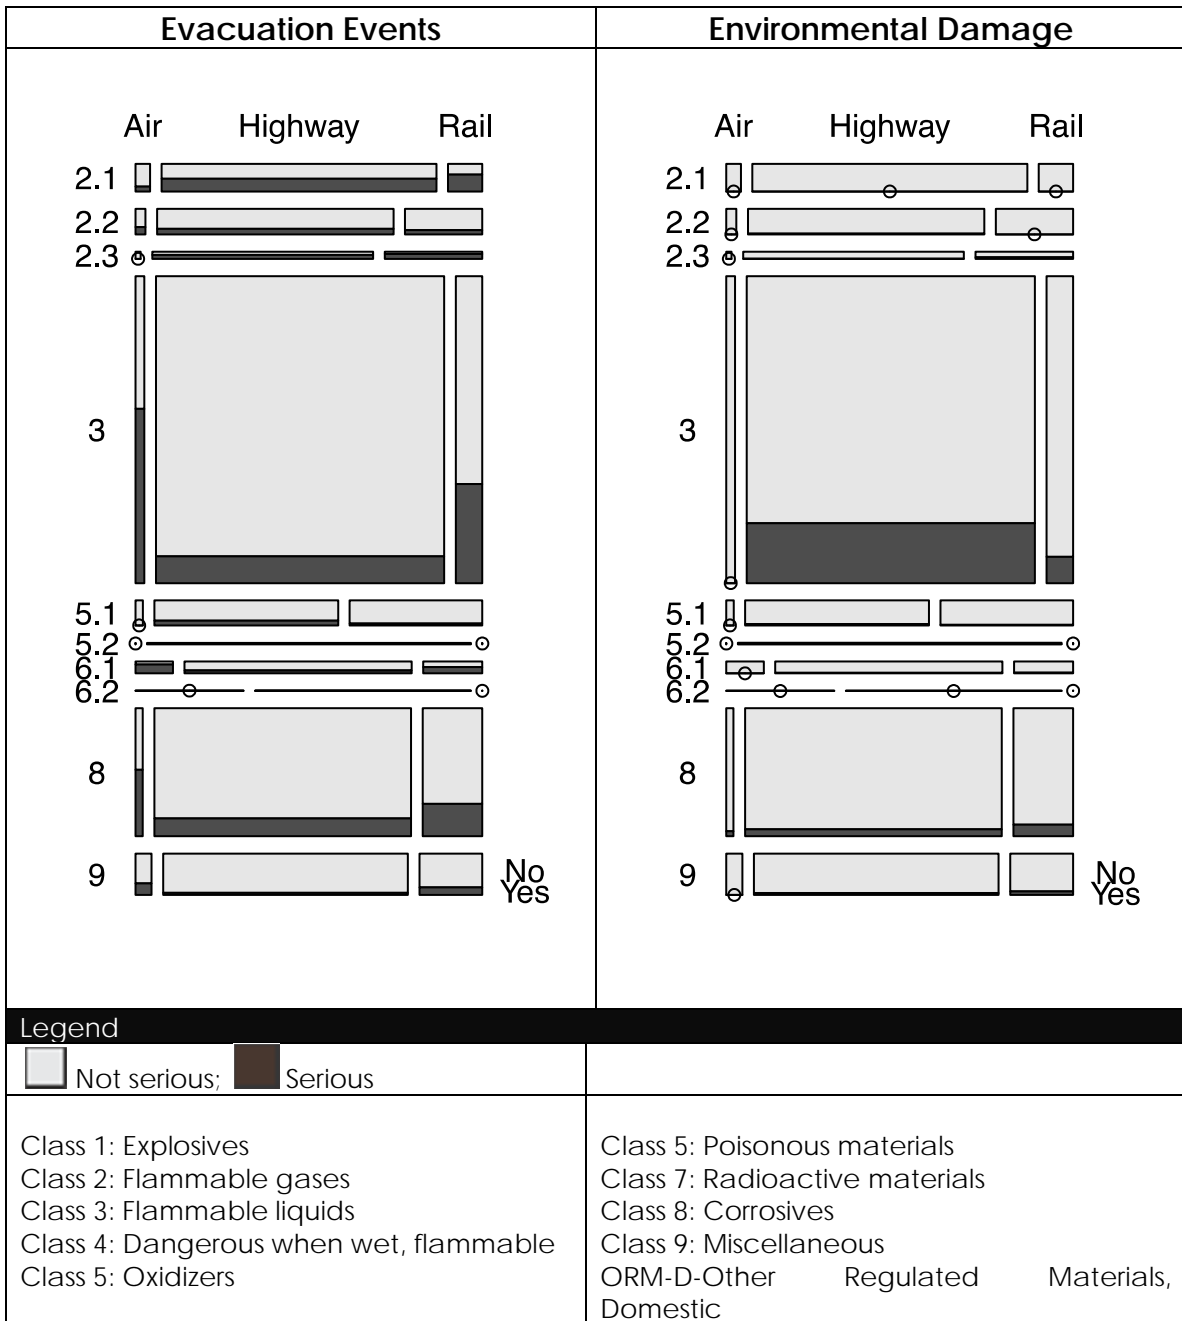 Evacuation Events
Environmental Damage
Air Highway Rail
2.1
2.2
2.3
3
5.1
5.2
6.1
6.2
8
9
No
Yes
Air Highway Rail
2.1
2.2
2.3
3
5.1
5.2
6.1
6.2
8
9
No
Yes
Legend
Not serious; Serious
Class 1: Explosives
Class 2: Flammable gases
Class 3: Flammable liquids
Class 4: Dangerous when wet, flammable
Class 5: Oxidizers
Class 5: Poisonous materials
Class 7: Radioactive materials
Class 8: Corrosives
Class 9: Miscellaneous
ORM-D-Other Regulated Materials,
Domestic